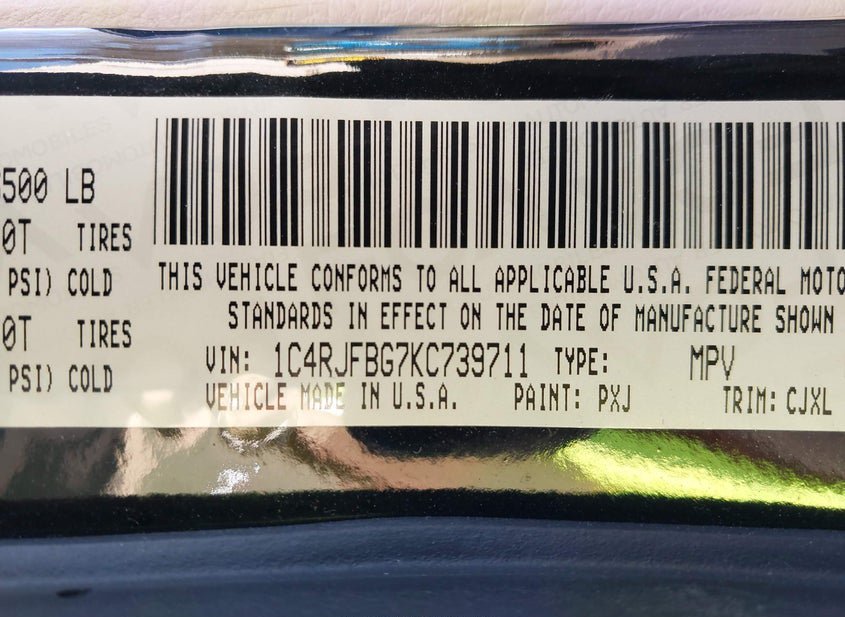 500 LB
0T TIRES
PSI) COLD
0T TIRES
PSI) COLD
THIS VEHICLE CONFORMS TO ALL APPLICABLE U.S.A. FEDERAL MOTO
STANDARDS IN EFFECT ON THE DATE OF MANUFACTURE SHOWN
VIN: 1C4RJFBG7KC739711 TYPE: MPV
VEHICLE MADE IN U.S.A. PAINT: PXJ TRIM: CJXL